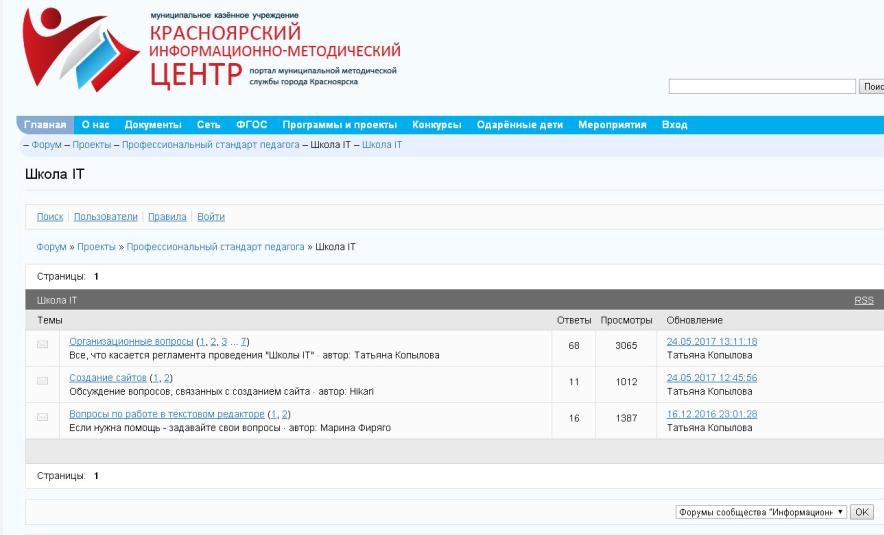 муниципальное казённое учреждение
КРАСНОЯРСКИЙ
ИНФОРМАЦИОННО-МЕТОДИЧЕСКИЙ
ЦЕНТР портал муниципальной методической
службы города Красноярска
Поис
Главная О нас Документы Сеть ФГОС Программы и проекты Конкурсы Одарённые дети Мероприятия Вход
– Форум – Проекты – Профессиональный стандарт педагога – Школа IT – Школа IT
Школа IT
Поиск Пользователи Правила Войти
Форум » Проекты » Профессиональный стандарт педагога » Школа IT
Страницы: 1
Школа IT RSS
Темы Ответы Просмотры Обновление
Организационные вопросы (1, 2, 3 ... 7) 68 3065 24.05.2017 13:11:18
Все, что касается регламента проведения "Школы IT" · автор: Татьяна Копылова Татьяна Копылова
Создание сайтов (1, 2) 11 1012 24.05.2017 12:45:56
Обсуждение вопросов, связанных с созданием сайта · автор: Hikari Татьяна Копылова
Вопросы по работе в текстовом редакторе (1, 2) 16 1387 16.12.2016 23:01:28
Если нужна помощь - задавайте свои вопросы · автор: Марина Фиряго Татьяна Копылова
Страницы: 1
Форумы сообщества "Информационн OK